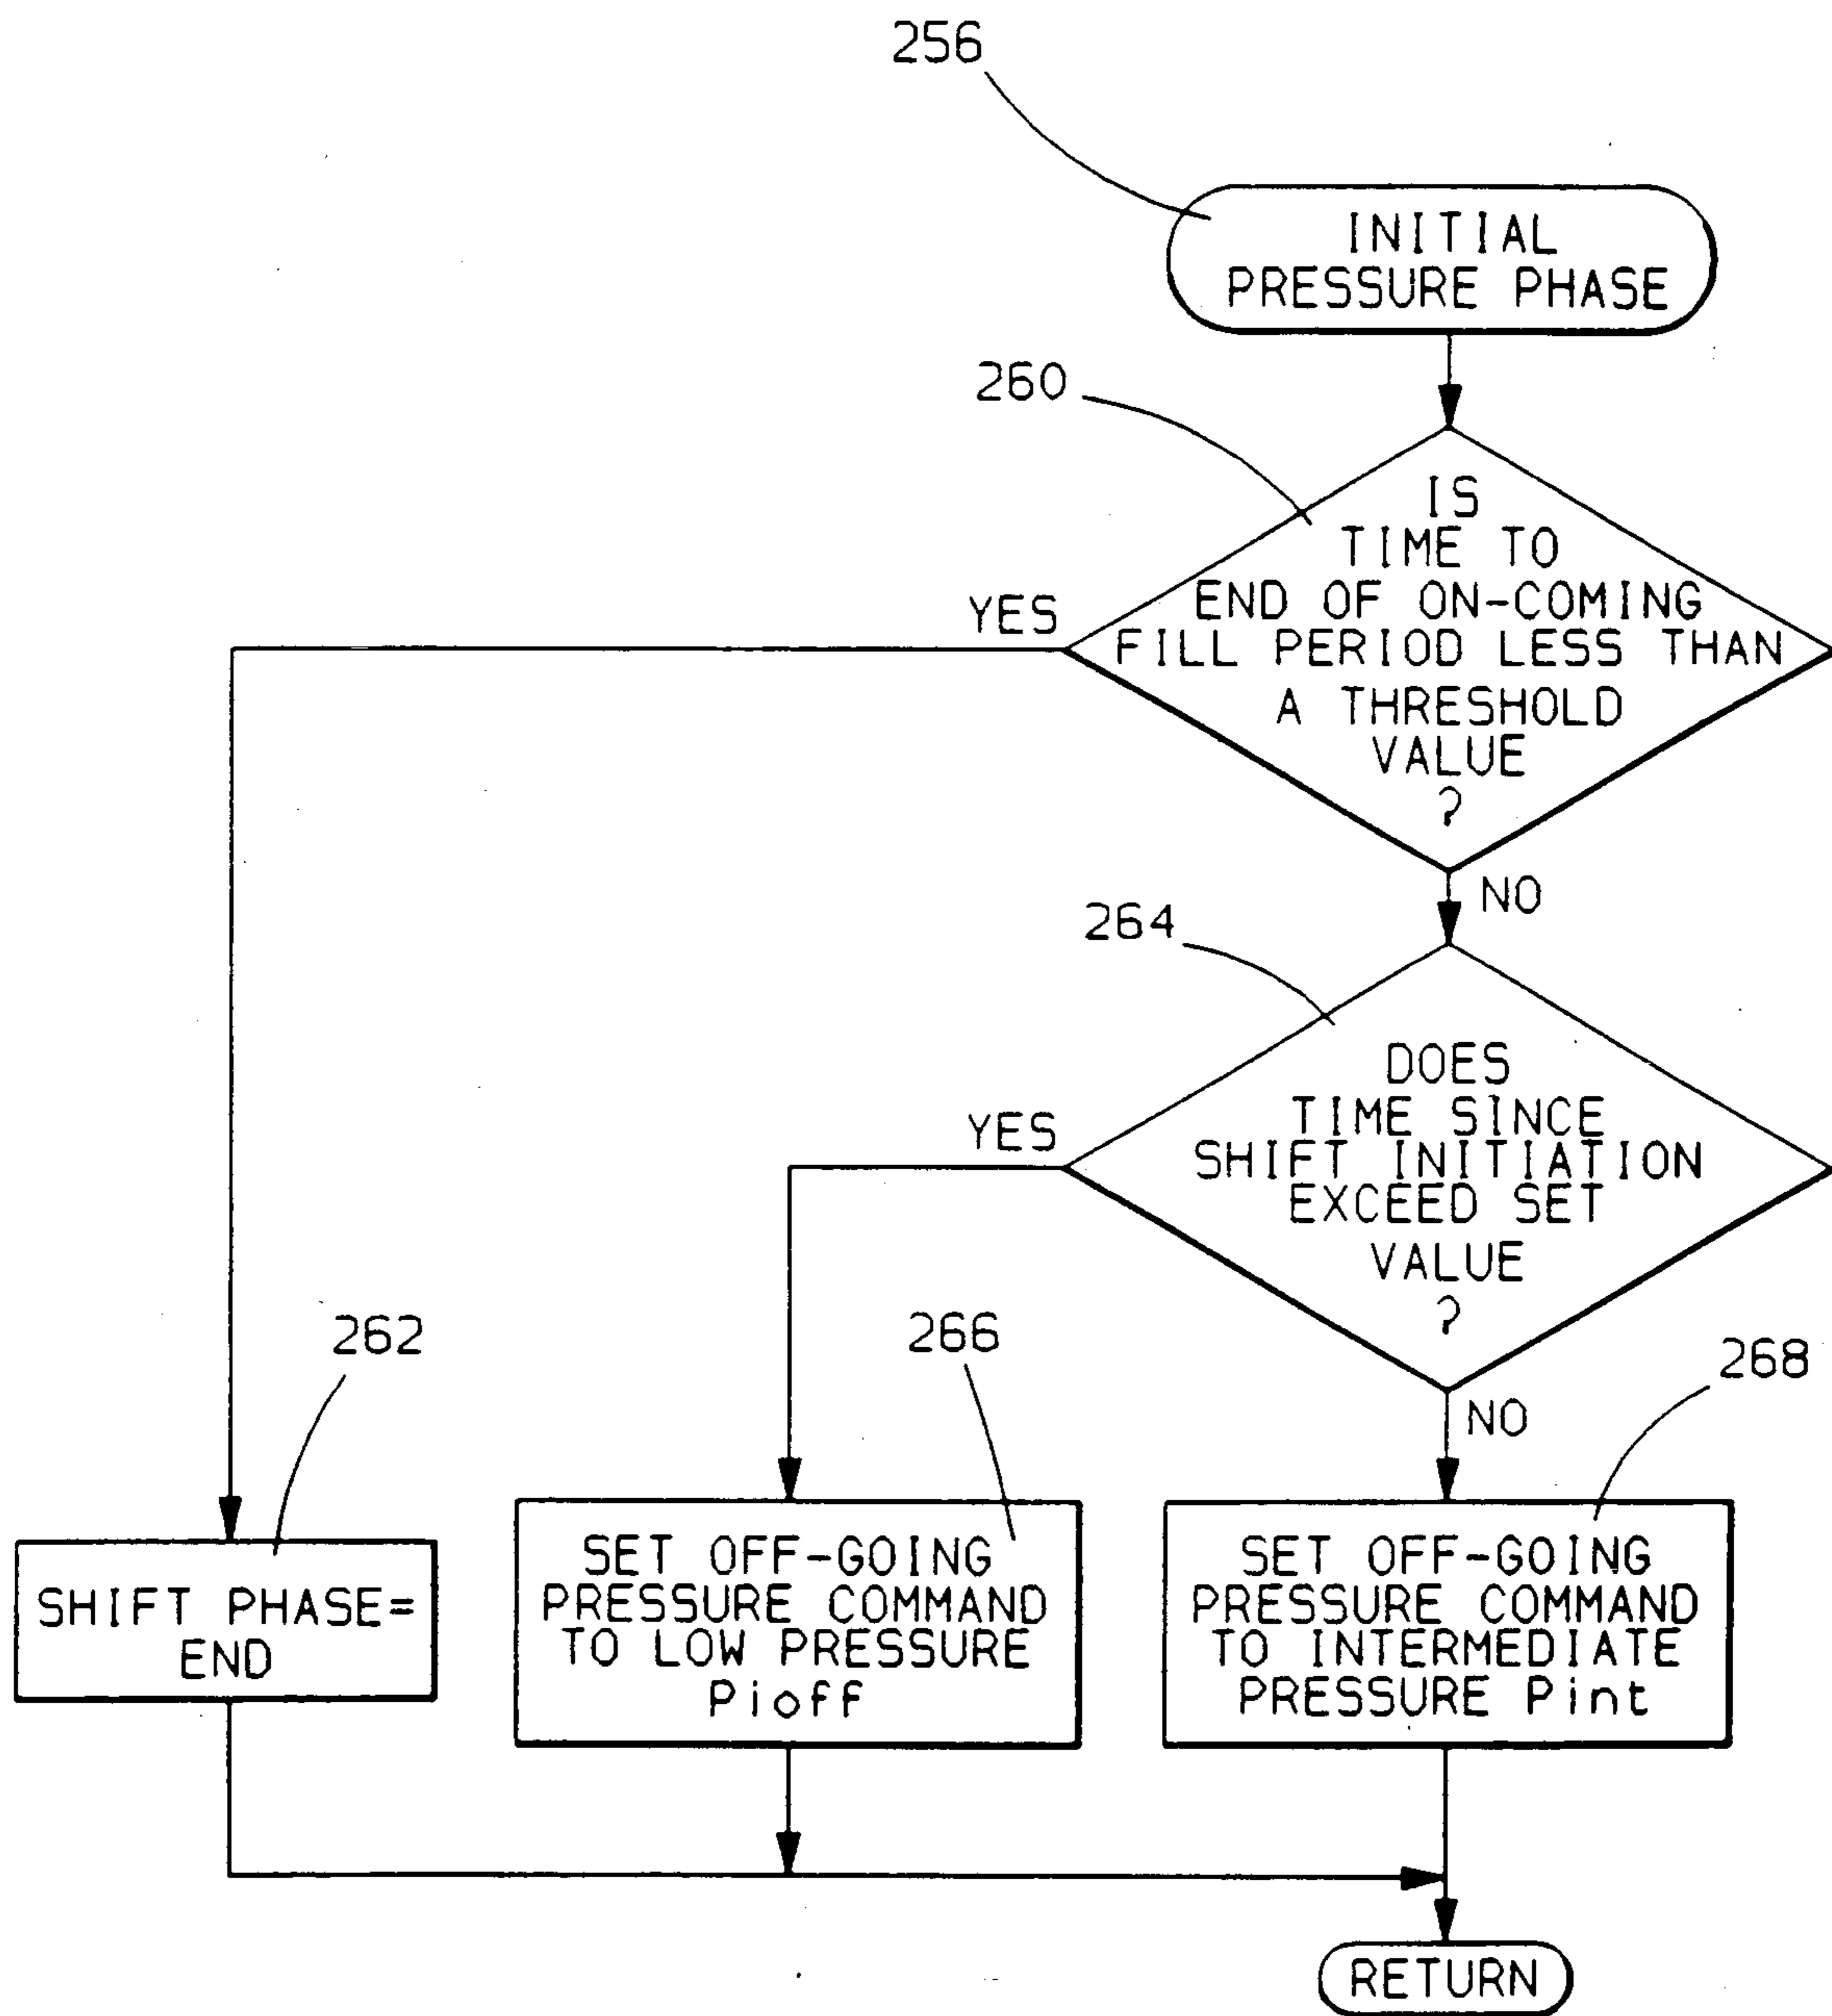 256
INITIAL
PRESSURE PHASE
260
IS
TIME TO
END OF ON-COMING
FILL PERIOD LESS THAN
A THRESHOLD
VALUE
?
YES
NO
264
DOES
TIME SINCE
SHIFT INITIATION
EXCEED SET
VALUE
?
YES
NO
262
SHIFT PHASE=
END
266
SET OFF-GOING
PRESSURE COMMAND
TO LOW PRESSURE
Pioff
268
SET OFF-GOING
PRESSURE COMMAND
TO INTERMEDIATE
PRESSURE Pint
RETURN